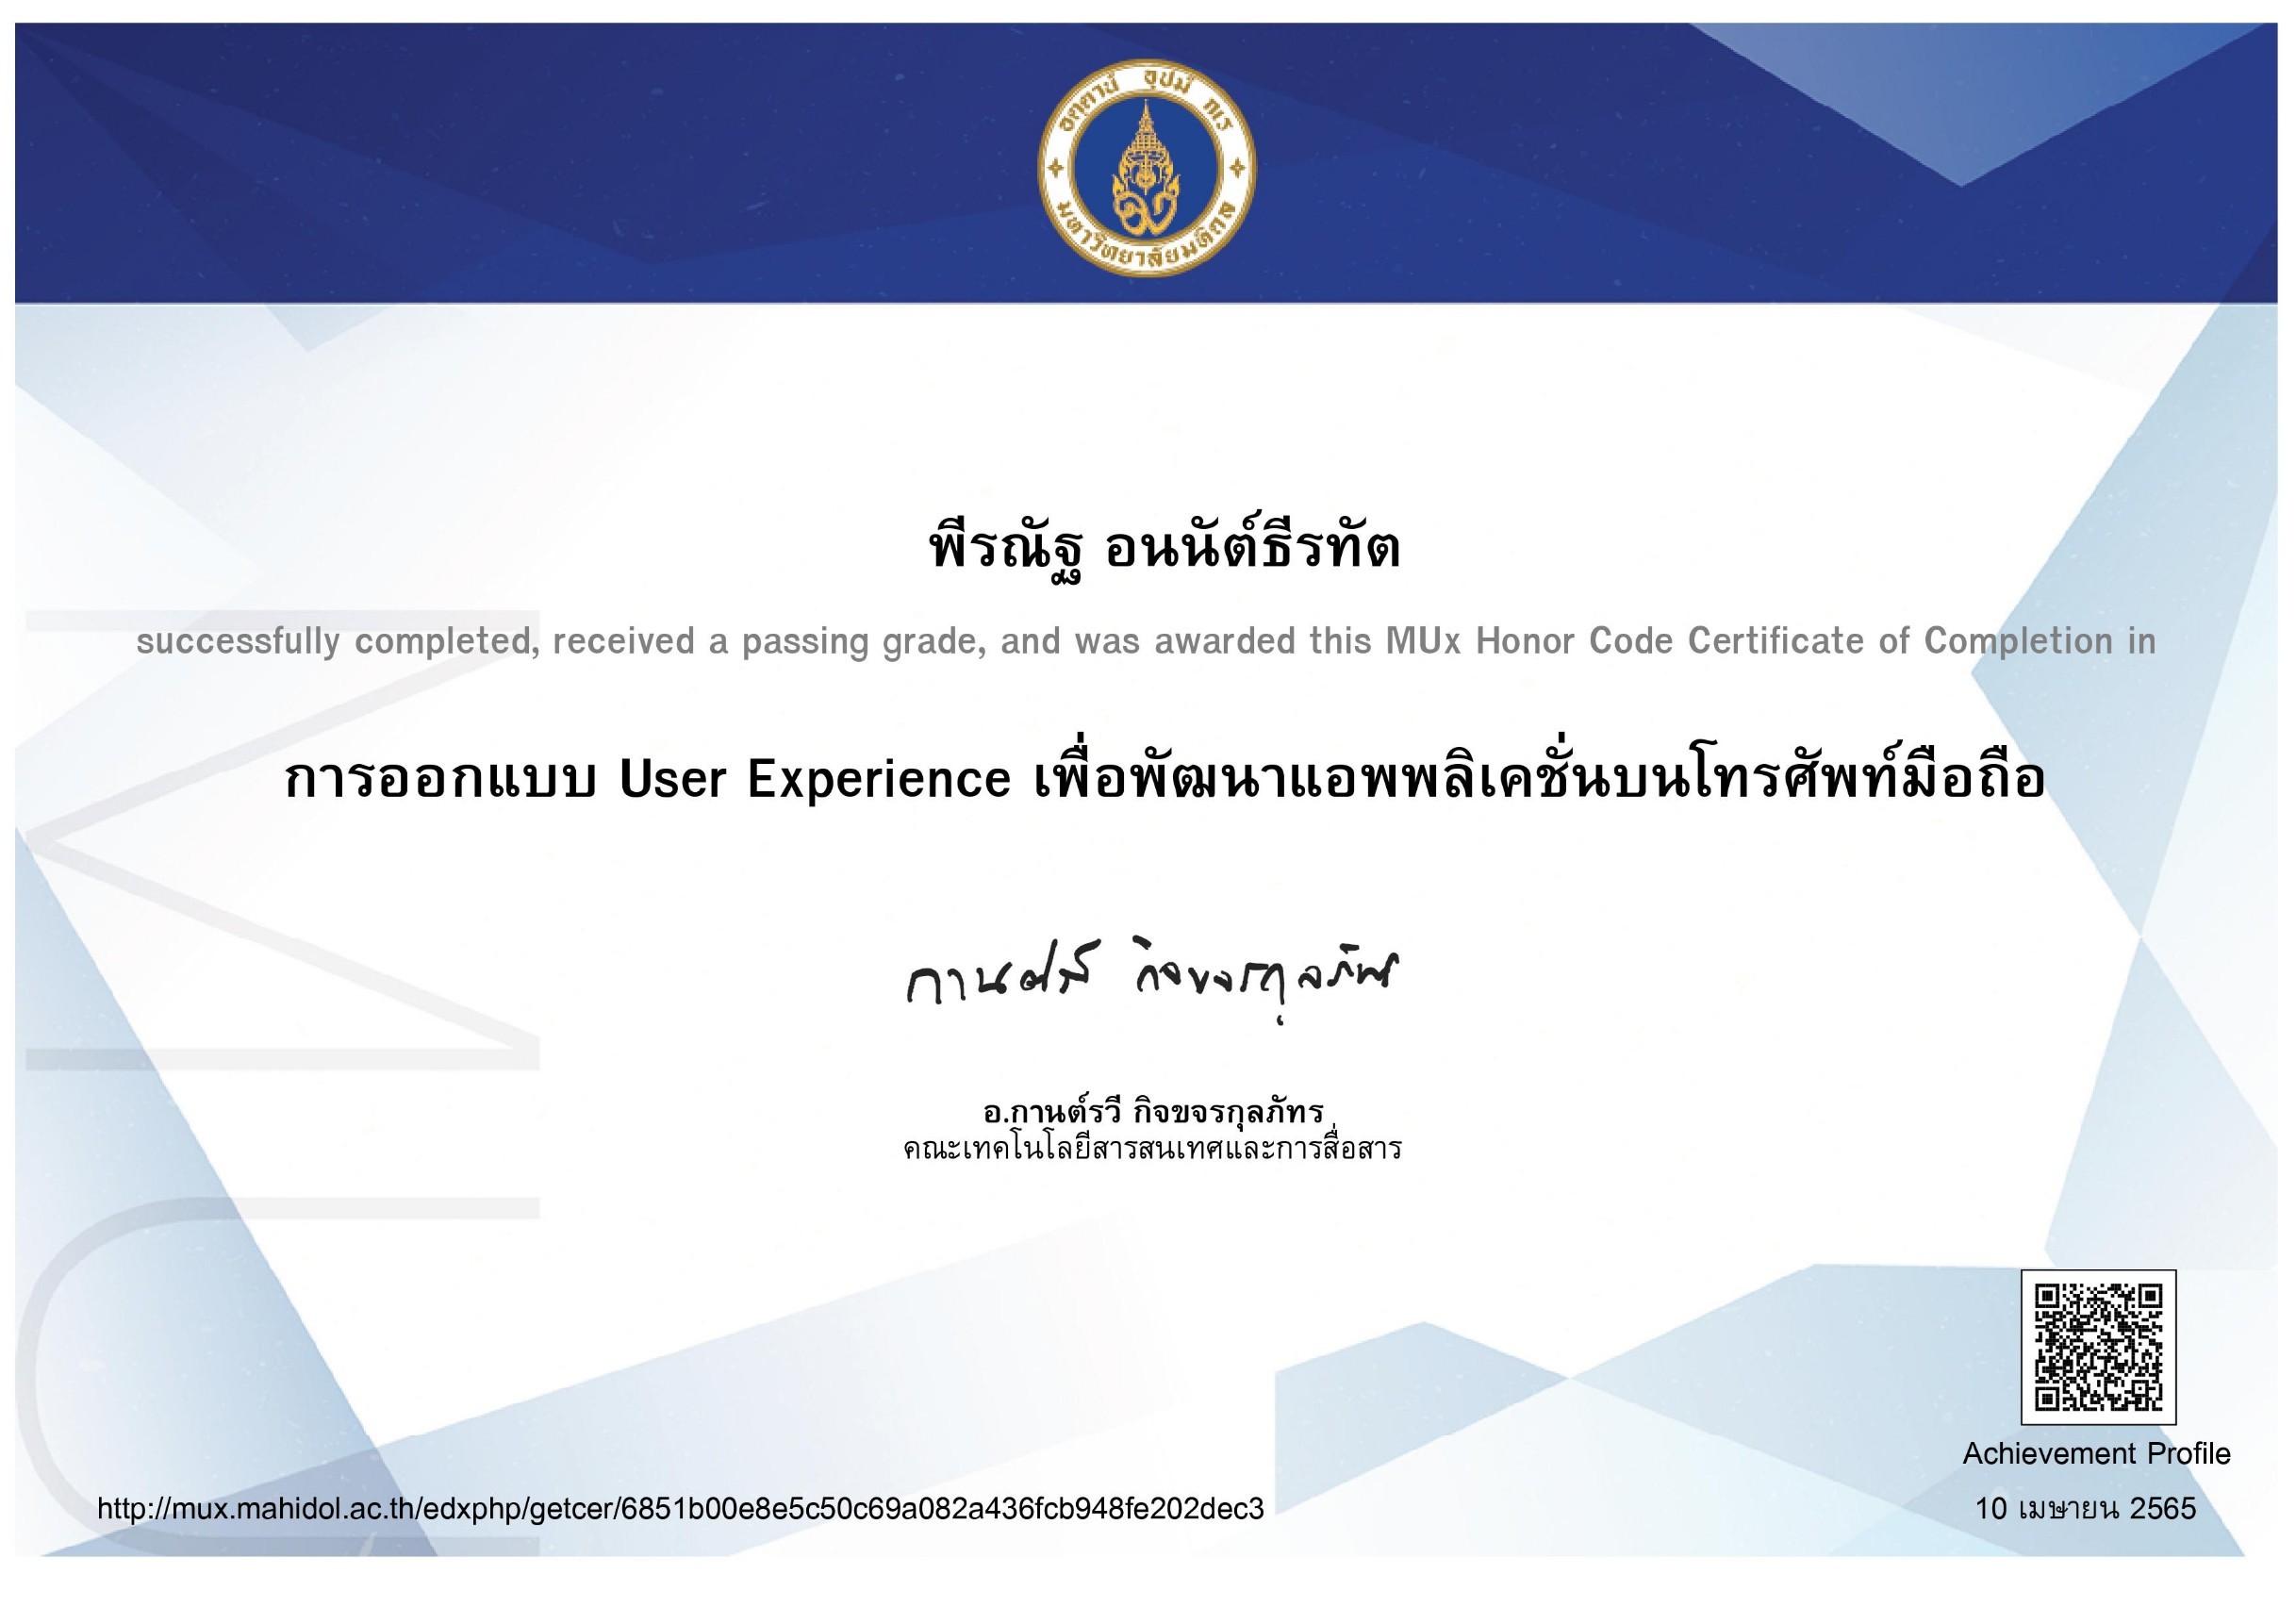 อตฺตานํ อุปมํ กเร
มหาวิทยาลัยมหิดล
พีรณัฐ อนนัต์ธีรทัต
successfully completed, received a passing grade, and was awarded this MUx Honor Code Certificate of Completion in
การออกแบบ User Experience เพื่อพัฒนาแอพพลิเคชั่นบนโทรศัพท์มือถือ
กานต์รวี กิจขจรกุลภัทร
อ.กานต์รวี กิจขจรกุลภัทร
คณะเทคโนโลยีสารสนเทศและการสื่อสาร
Achievement Profile
http://mux.mahidol.ac.th/edxphp/getcer/6851b00e8e5c50c69a082a436fcb948fe202dec3
10 เมษายน 2565